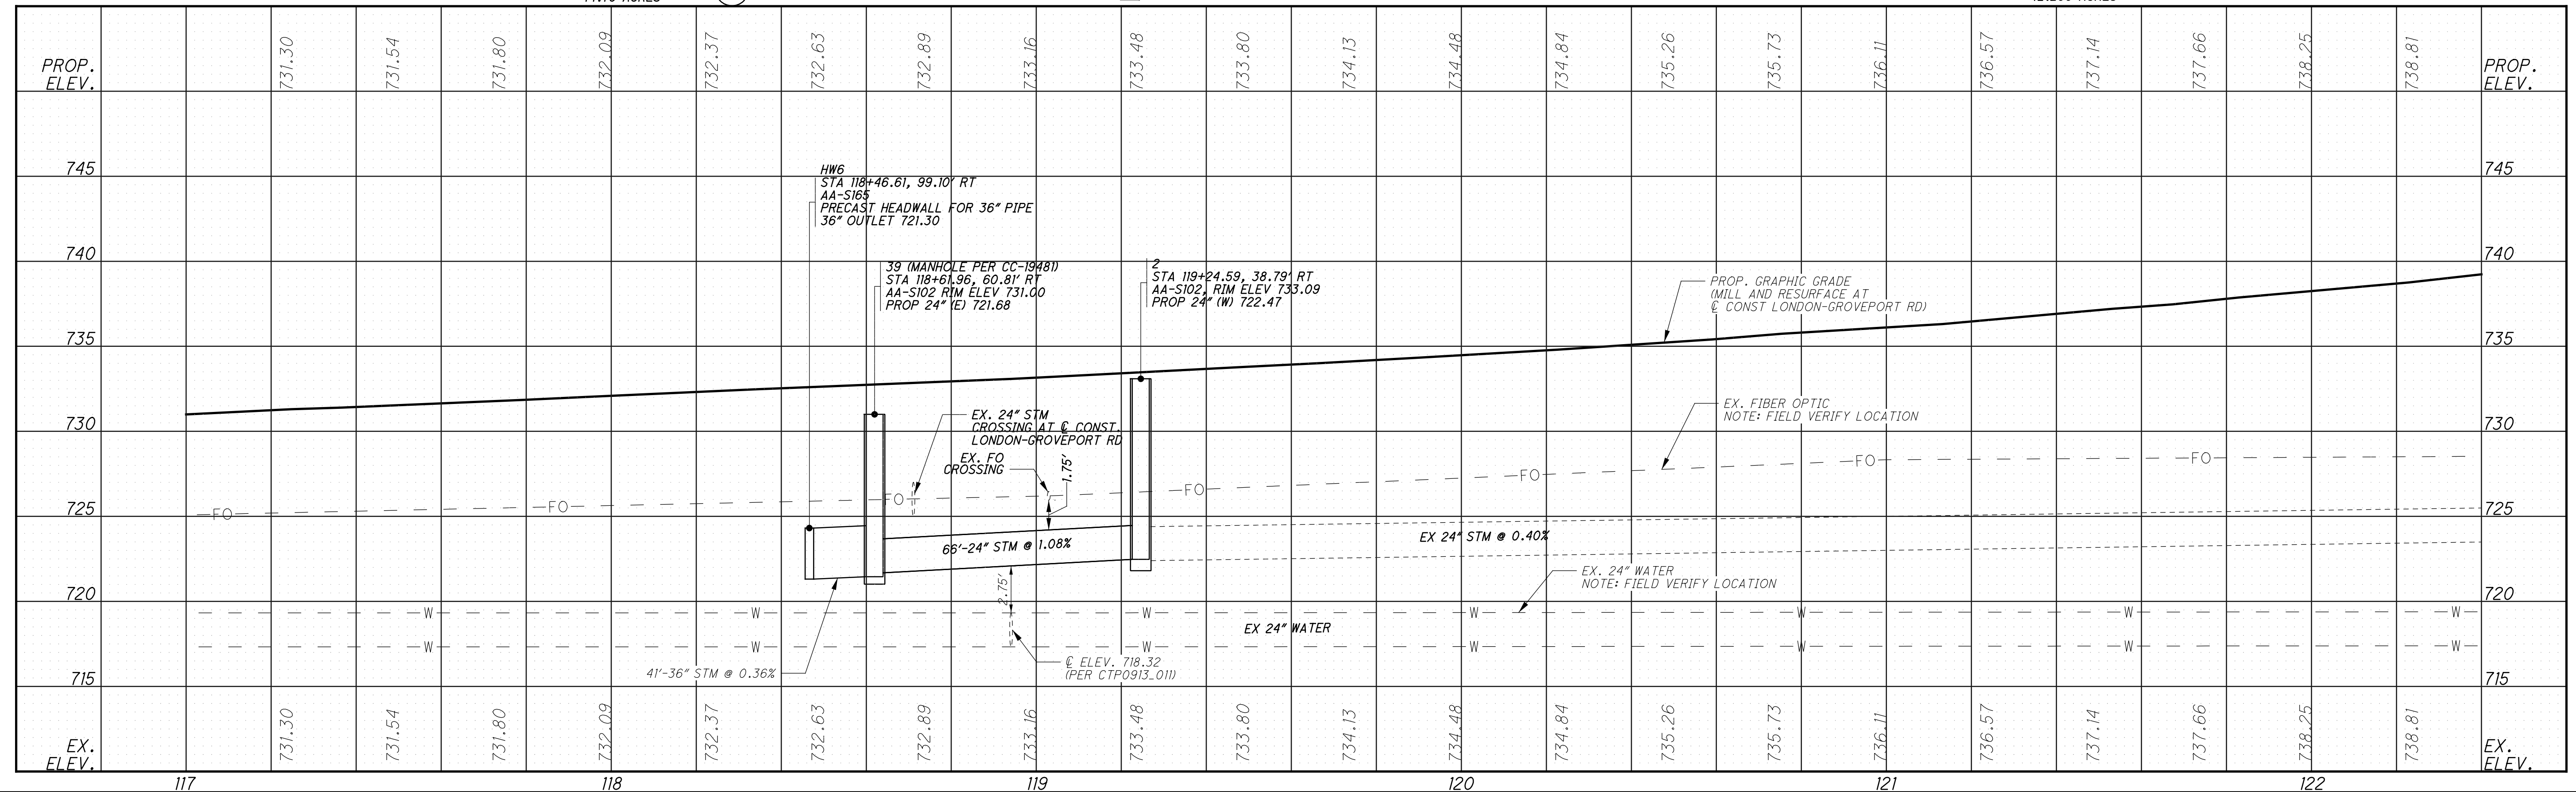 PROP.
ELEV.
731.30
731.54
731.80
732.09
732.37
732.63
732.89
733.16
733.48
733.80
734.13
734.48
734.84
735.26
735.73
736.11
736.57
737.14
737.66
738.25
738.81
PROP.
ELEV.
745
745
HW6
STA 118+46.61, 99.10' RT
AA-S165
PRECAST HEADWALL FOR 36" PIPE
36" OUTLET 721.30
740
740
39 (MANHOLE PER CC-19481)
STA 118+61.96, 60.81' RT
AA-S102 RIM ELEV 731.00
PROP 24" (E) 721.68
2
STA 119+24.59, 38.79' RT
AA-S102, RIM ELEV 733.09
PROP 24" (W) 722.47
PROP. GRAPHIC GRADE
(MILL AND RESURFACE AT
℄ CONST LONDON-GROVEPORT RD)
735
735
730
730
EX. 24" STM
CROSSING AT ℄ CONST.
LONDON-GROVEPORT RD
EX. FO
CROSSING
1.75'
EX. FIBER OPTIC
NOTE: FIELD VERIFY LOCATION
FO
FO
FO
FO
FO
FO
FO
725
725
66'-24" STM @ 1.08%
EX 24" STM @ 0.40%
2.75'
EX. 24" WATER
NOTE: FIELD VERIFY LOCATION
720
720
W
W
W
W
W
W
W
EX 24" WATER
W
W
W
W
W
W
W
℄ ELEV. 718.32
(PER CTP0913_011)
41'-36" STM @ 0.36%
715
715
EX.
ELEV.
731.30
731.54
731.80
732.09
732.37
732.63
732.89
733.16
733.48
733.80
734.13
734.48
734.84
735.26
735.73
736.11
736.57
737.14
737.66
738.25
738.81
EX.
ELEV.
117
118
119
120
121
122